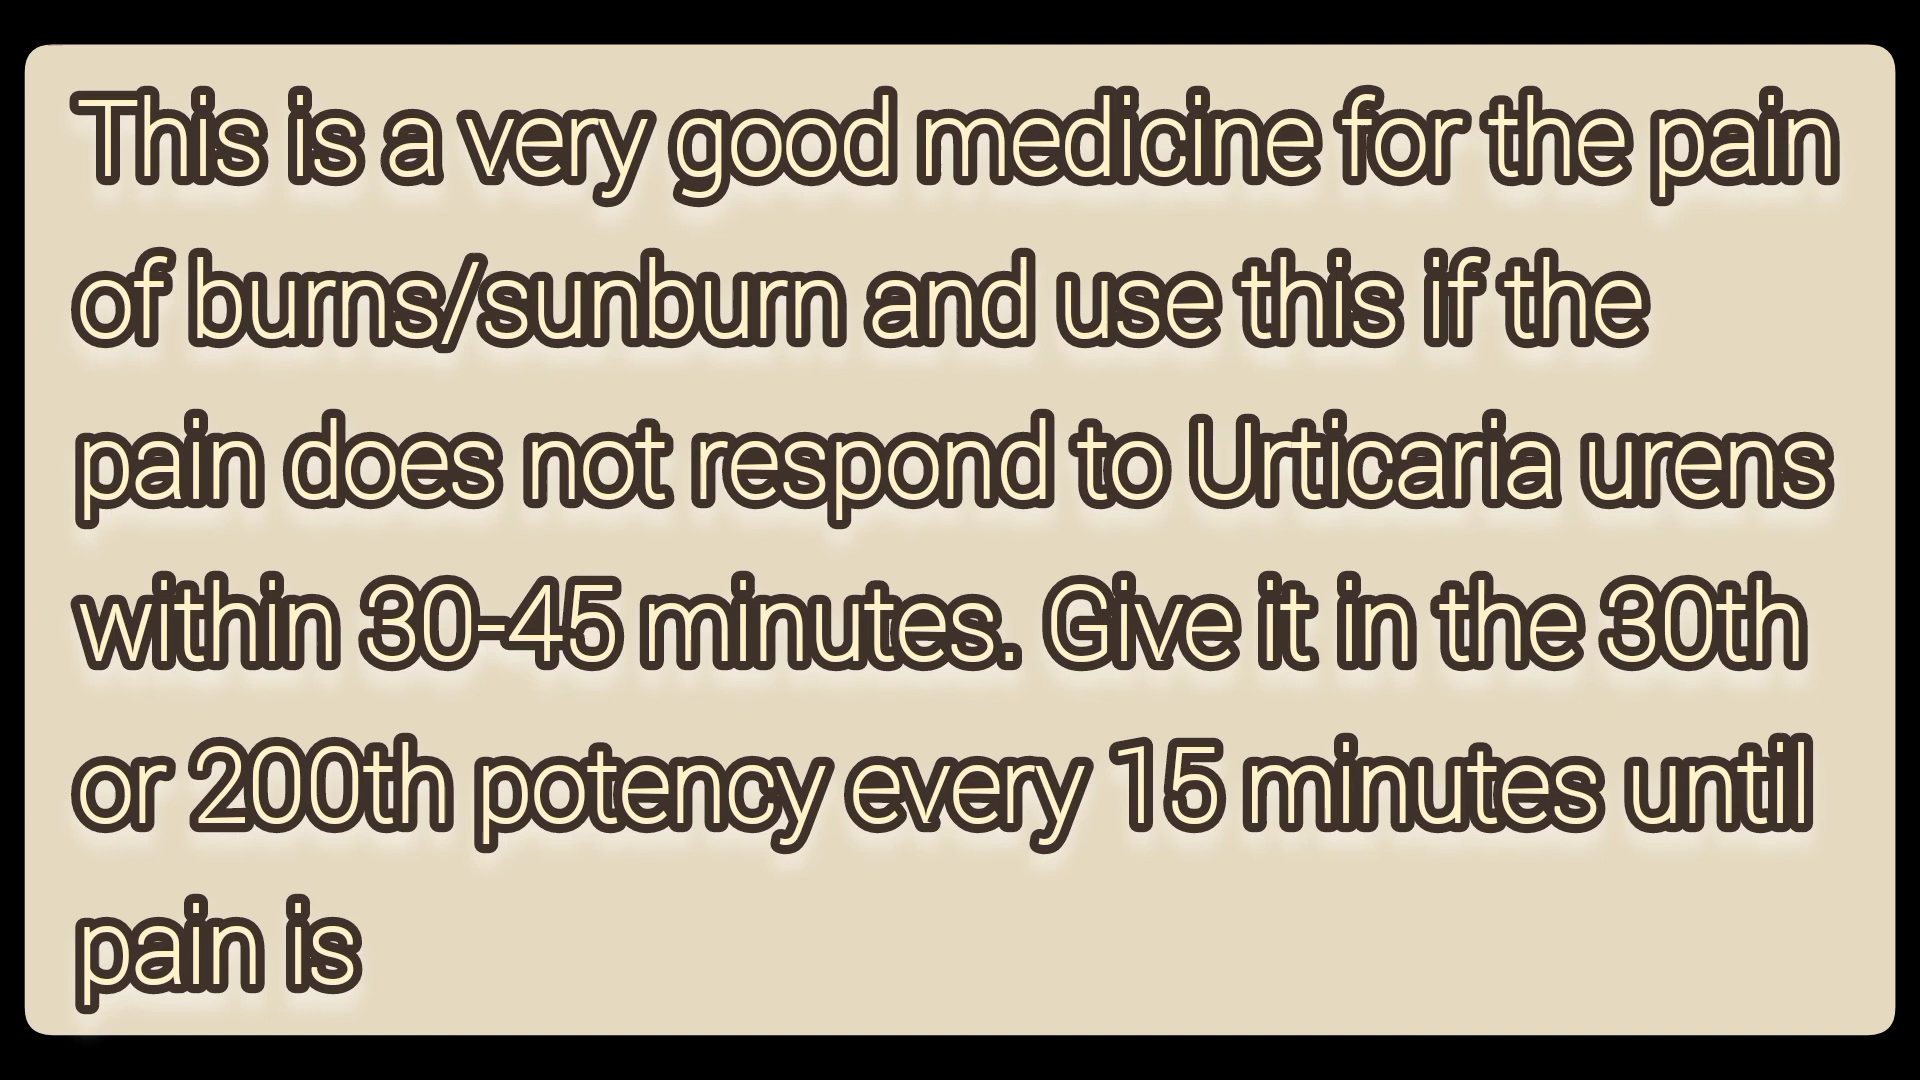 This is a very good medicine for the pain
of burns/sunburn and use this if the
pain does not respond to Urticaria urens
within 30-45 minutes. Give it in the 30th
or 200th potency every 15 minutes until
pain is